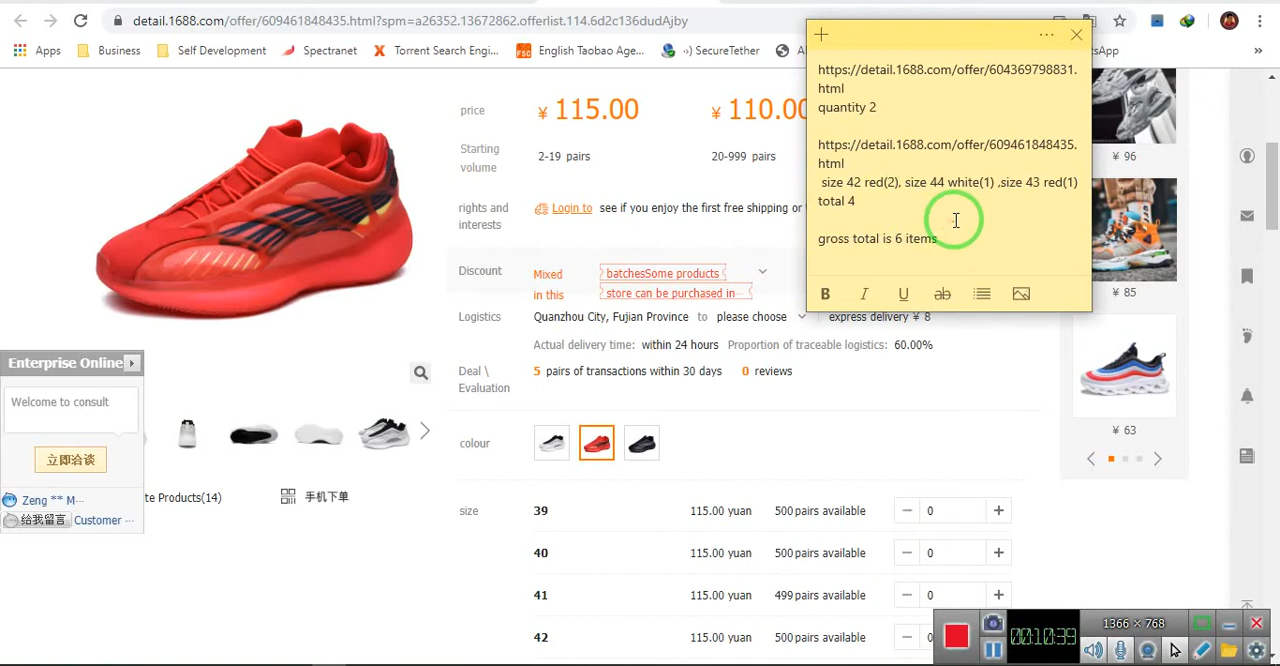 detail.1688.com/offer/609461848435.html?spm=a26352.13672862.offerlist.114.6d2c136dudAjby
Apps
Business
Self Development
Spectranet
Torrent Search Engi...
English Taobao Age...
·:) SecureTether
price
¥ 115.00
¥ 110.00
Starting volume
2-19 pairs
20-999 pairs
rights and interests
Login to see if you enjoy the first free shipping or
Discount
Mixed in this
batchesSome products
store can be purchased in···
Logistics
Quanzhou City, Fujian Province to please choose
express delivery ¥ 8
Actual delivery time: within 24 hours Proportion of traceable logistics: 60.00%
Deal \ Evaluation
5 pairs of transactions within 30 days
0 reviews
colour
size
39 115.00 yuan 500 pairs available 0
40 115.00 yuan 500 pairs available 0
41 115.00 yuan 499 pairs available 0
42 115.00 yuan 500 pairs available
https://detail.1688.com/offer/604369798831.
html
quantity 2
https://detail.1688.com/offer/609461848435.
html
size 42 red(2), size 44 white(1) ,size 43 red(1)
total 4
gross total is 6 items
B I U ab
¥ 96
¥ 85
¥ 63
Enterprise Online
Welcome to consult
立即洽谈
Zeng ** M···
给我留言 Customer ···
te Products(14)
手机下单
1366 × 768
00:10:39